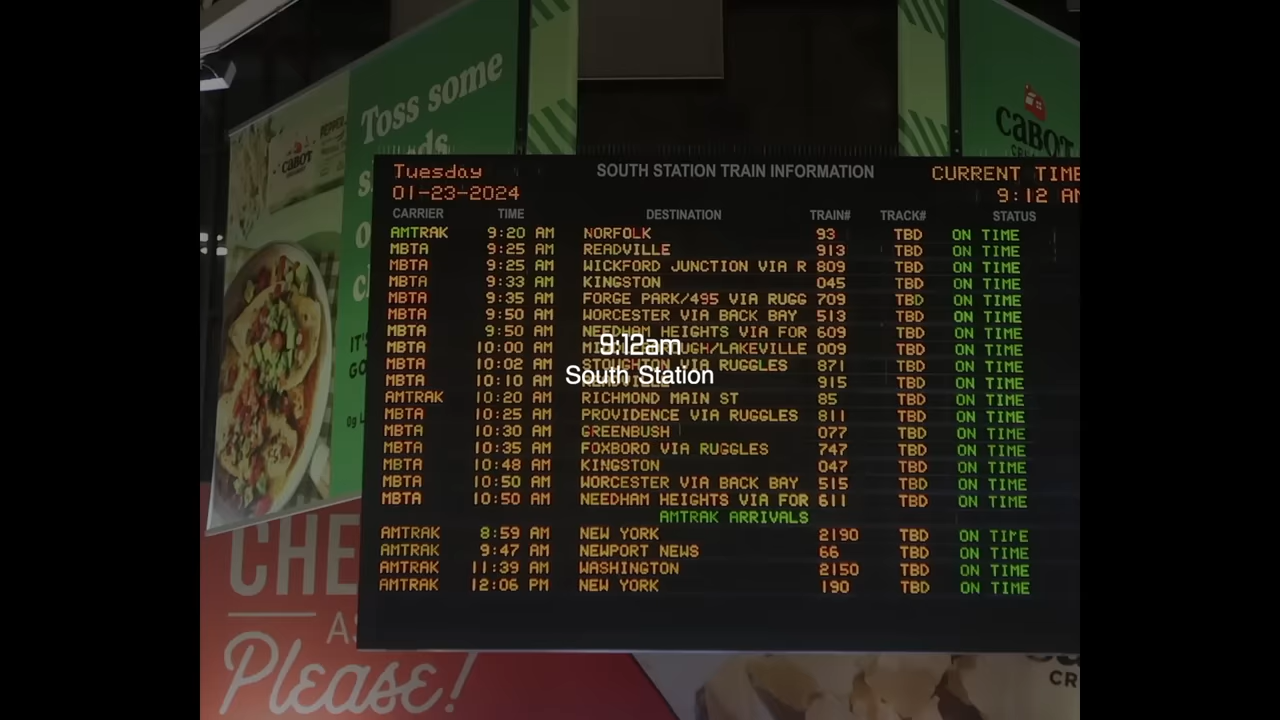 Toss some
CABOT
CABOT
Tuesday
01-23-2024
SOUTH STATION TRAIN INFORMATION
CURRENT TIME
9:12 AM
CARRIER TIME DESTINATION TRAIN# TRACK# STATUS
AMTRAK 9:20 AM NORFOLK 93 TBD ON TIME
MBTA 9:25 AM READVILLE 913 TBD ON TIME
MBTA 9:25 AM WICKFORD JUNCTION VIA R 809 TBD ON TIME
MBTA 9:33 AM KINGSTON 045 TBD ON TIME
MBTA 9:35 AM FORGE PARK/495 VIA RUGG 709 TBD ON TIME
MBTA 9:50 AM WORCESTER VIA BACK BAY 513 TBD ON TIME
MBTA 9:50 AM NEEDHAM HEIGHTS VIA FOR 609 TBD ON TIME
MBTA 10:00 AM MIDDLEBOROUGH/LAKEVILLE 009 TBD ON TIME
MBTA 10:02 AM STOUGHTON VIA RUGGLES 871 TBD ON TIME
MBTA 10:10 AM READVILLE 915 TBD ON TIME
AMTRAK 10:20 AM RICHMOND MAIN ST 85 TBD ON TIME
MBTA 10:25 AM PROVIDENCE VIA RUGGLES 811 TBD ON TIME
MBTA 10:30 AM GREENBUSH 077 TBD ON TIME
MBTA 10:35 AM FOXBORO VIA RUGGLES 747 TBD ON TIME
MBTA 10:48 AM KINGSTON 047 TBD ON TIME
MBTA 10:50 AM WORCESTER VIA BACK BAY 515 TBD ON TIME
MBTA 10:50 AM NEEDHAM HEIGHTS VIA FOR 611 TBD ON TIME
AMTRAK ARRIVALS
AMTRAK 8:59 AM NEW YORK 2190 TBD ON TIME
AMTRAK 9:47 AM NEWPORT NEWS 66 TBD ON TIME
AMTRAK 11:39 AM WASHINGTON 2150 TBD ON TIME
AMTRAK 12:06 PM NEW YORK 190 TBD ON TIME
9:12am
South Station
IT'S
GO
CHE
AS
Please!
CR